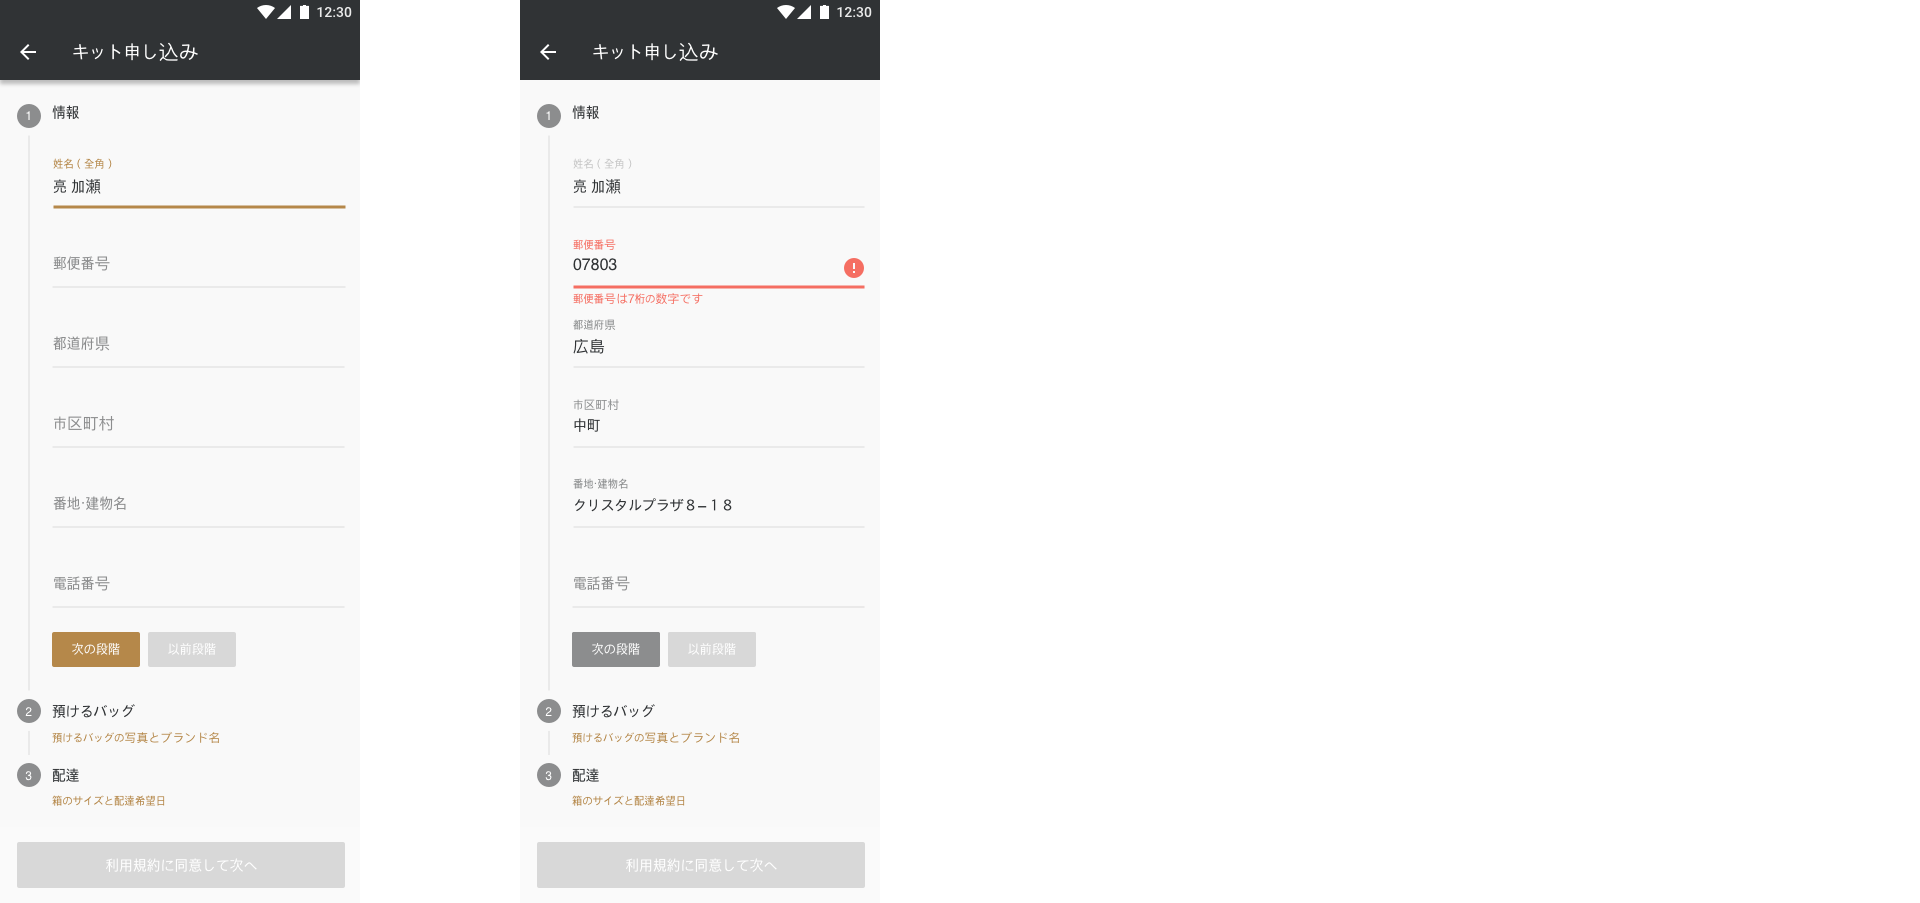 12:30
キット申し込み
1 情報
姓名（全角）
亮 加瀬
郵便番号
都道府県
市区町村
番地·建物名
電話番号
次の段階 以前段階
2 預けるバッグ
預けるバッグの写真とブランド名
3 配達
箱のサイズと配達希望日
利用規約に同意して次へ
12:30
キット申し込み
1 情報
姓名（全角）
亮 加瀬
郵便番号
07803
郵便番号は7桁の数字です
都道府県
広島
市区町村
中町
番地·建物名
クリスタルプラザ８−１８
電話番号
次の段階 以前段階
2 預けるバッグ
預けるバッグの写真とブランド名
3 配達
箱のサイズと配達希望日
利用規約に同意して次へ